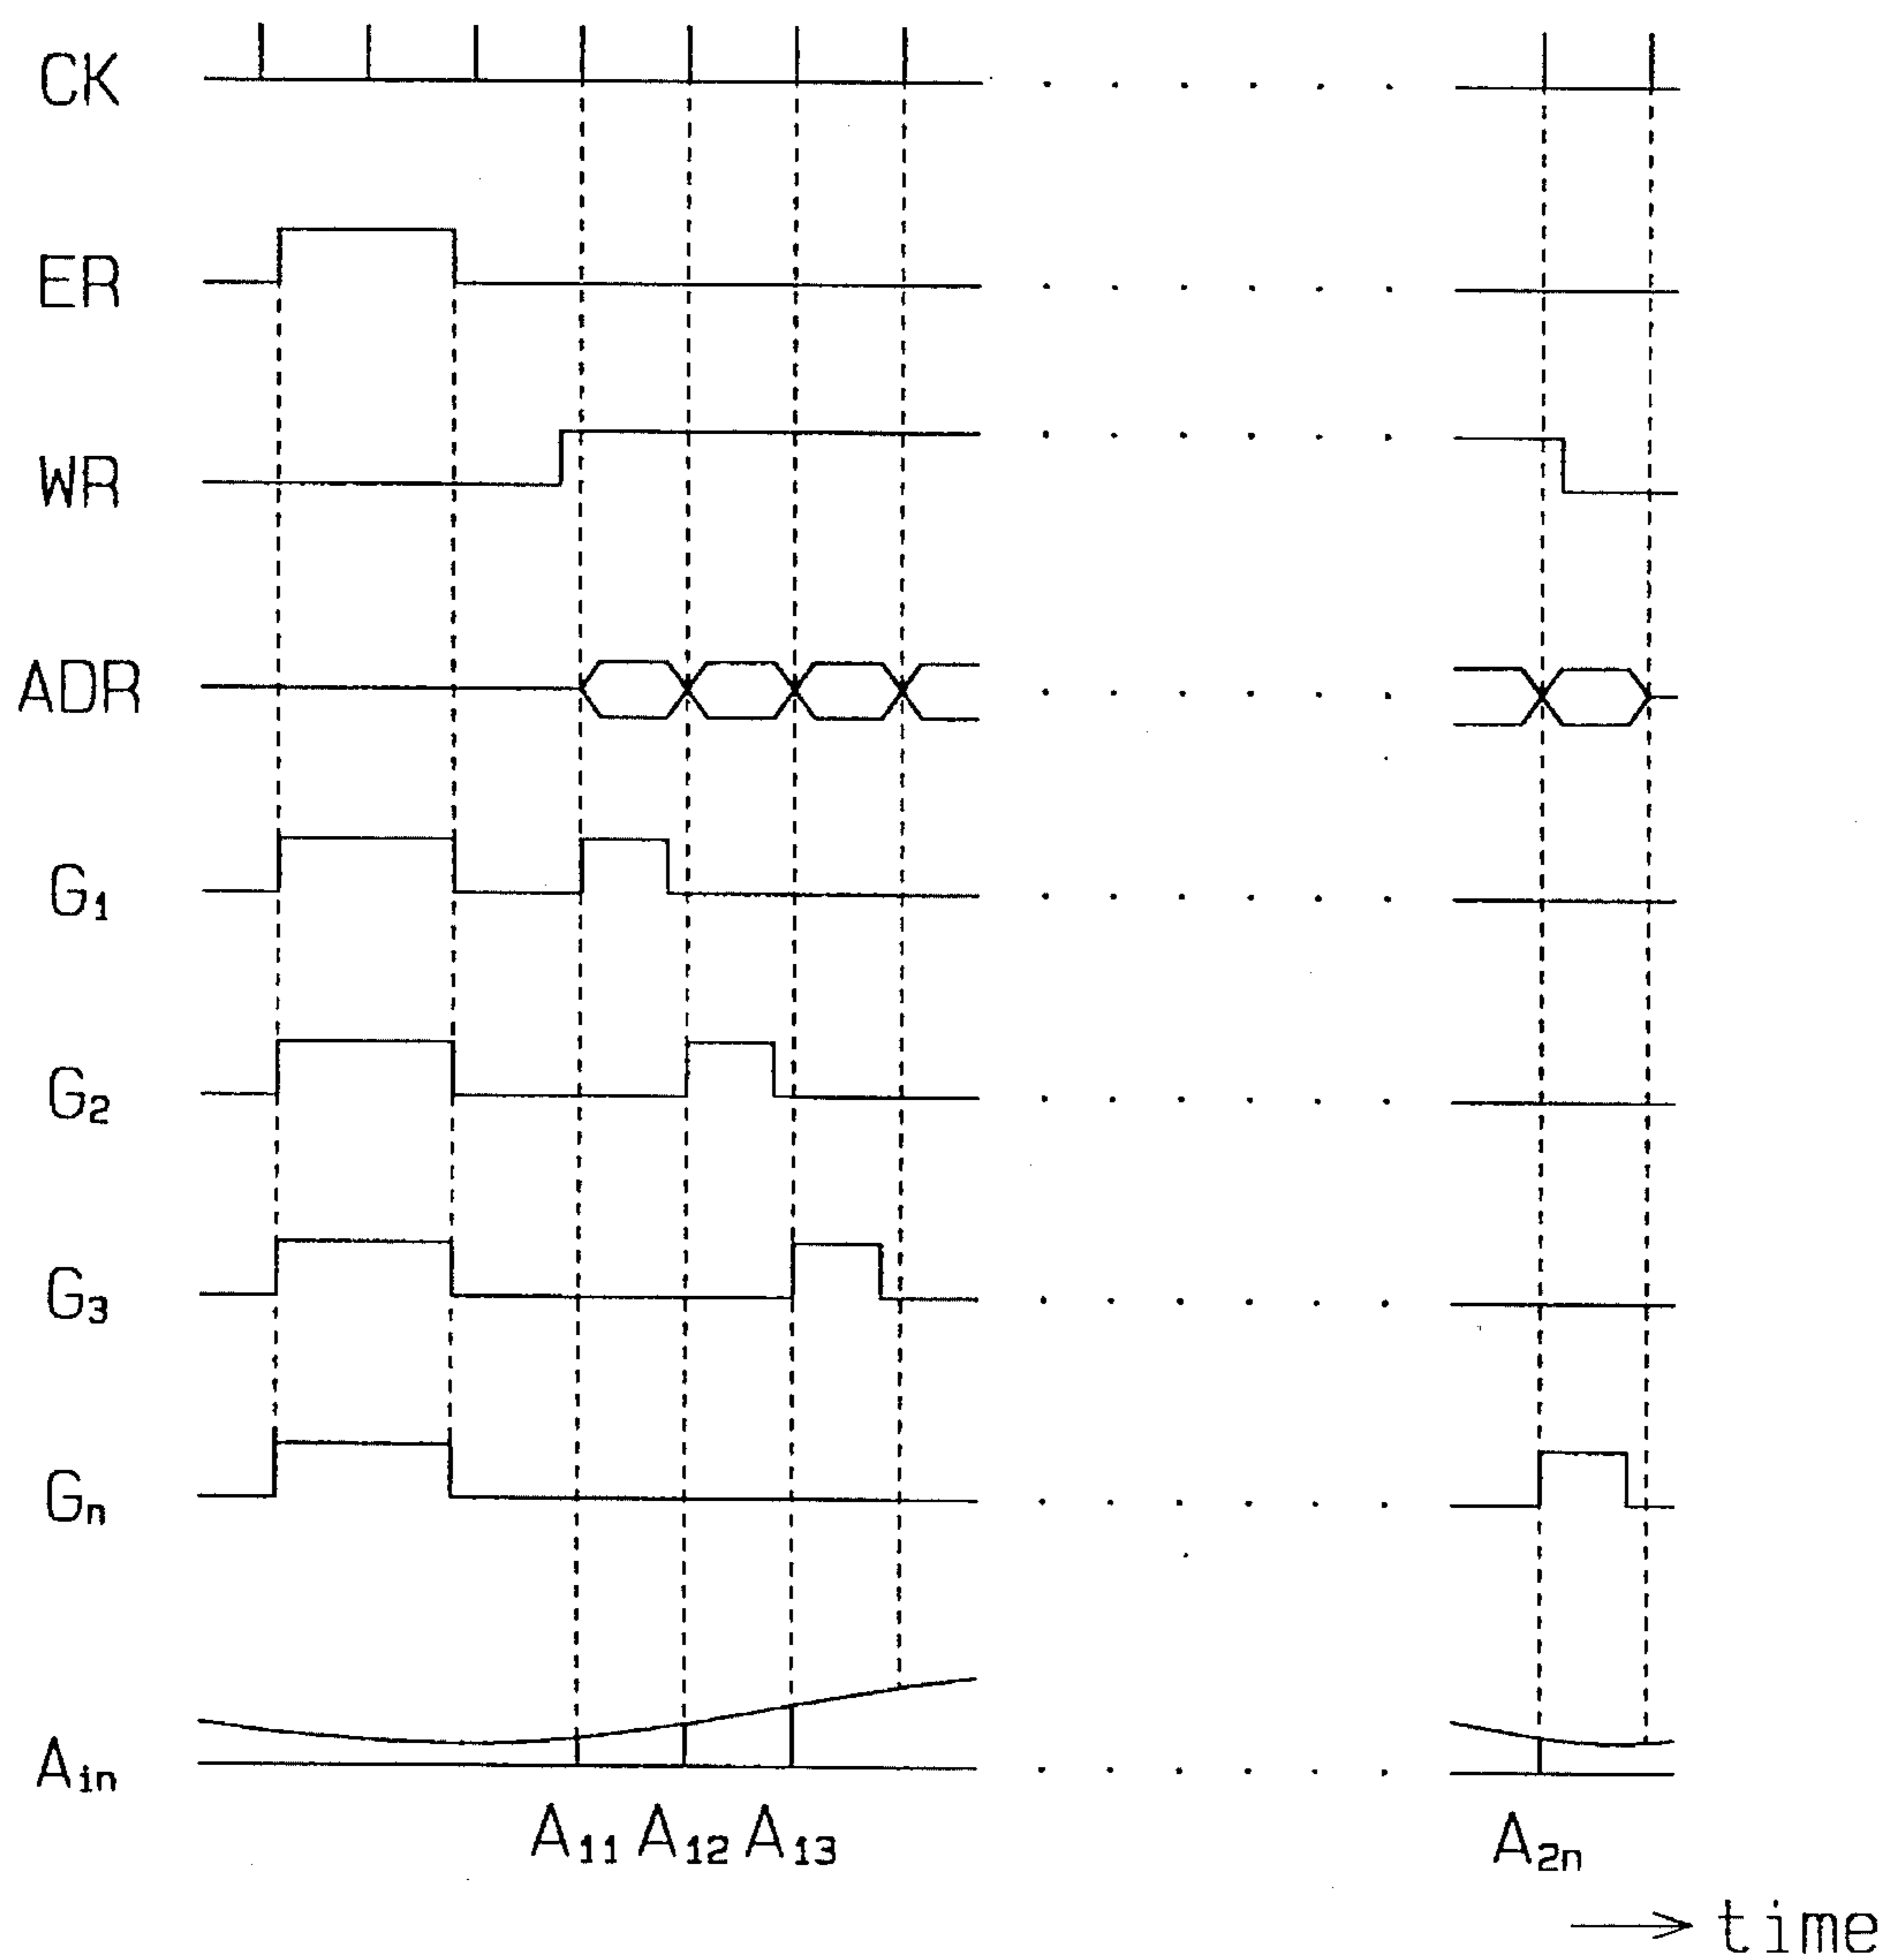 CK
ER
WR
ADR
G₁
G₂
G₃
Gₙ
Aᵢₙ
A₁₁ A₁₂ A₁₃ A₂ₙ
time